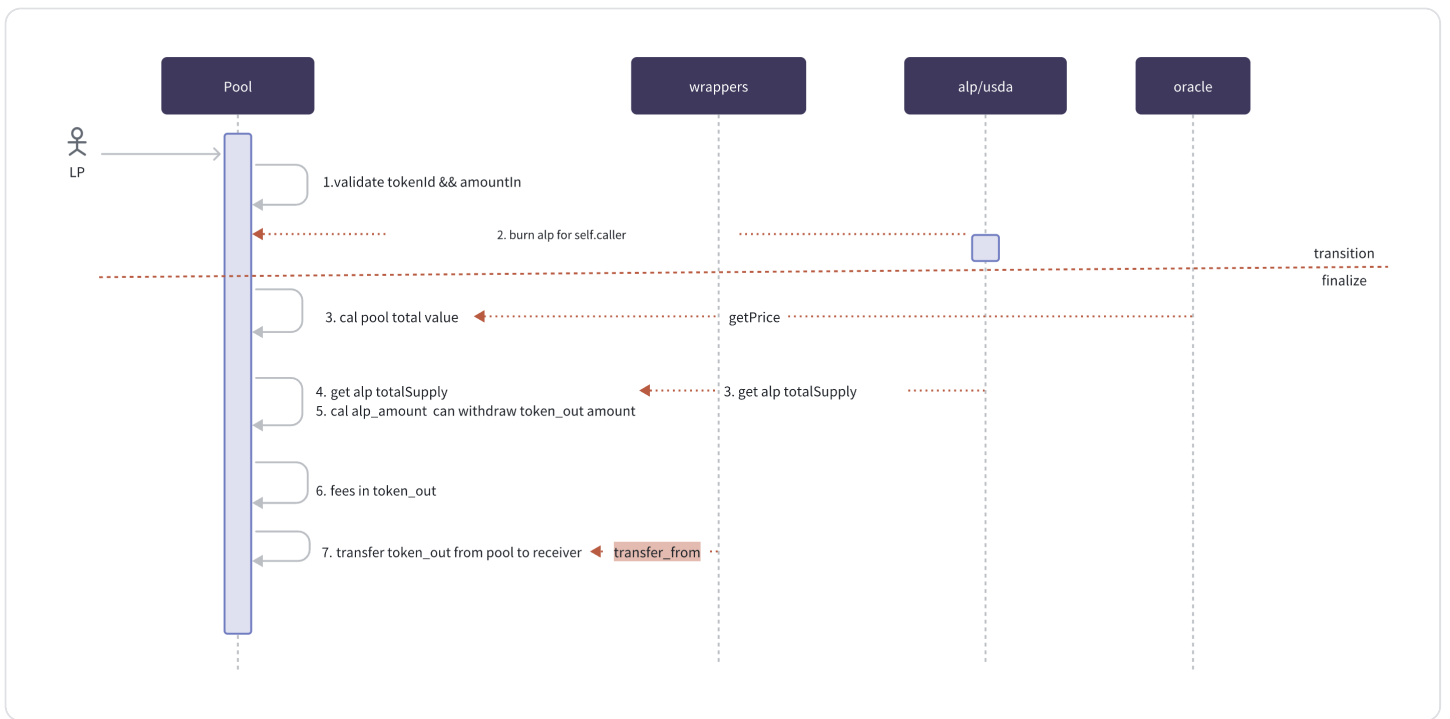 Pool
wrappers
alp/usda
oracle
LP
1.validate tokenId && amountIn
2. burn alp for self.caller
transition
finalize
3. cal pool total value
getPrice
4. get alp totalSupply
3. get alp totalSupply
5. cal alp_amount  can withdraw token_out amount
6. fees in token_out
7. transfer token_out from pool to receiver
transfer_from